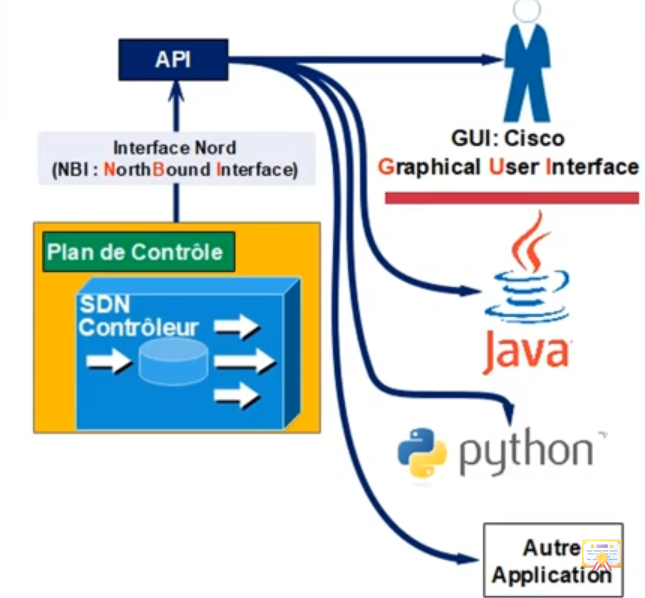 API
Interface Nord
(NBI : NorthBound Interface)
Plan de Contrôle
SDN
Contrôleur
GUI: Cisco
Graphical User Interface
Java
python™
Autre
Application